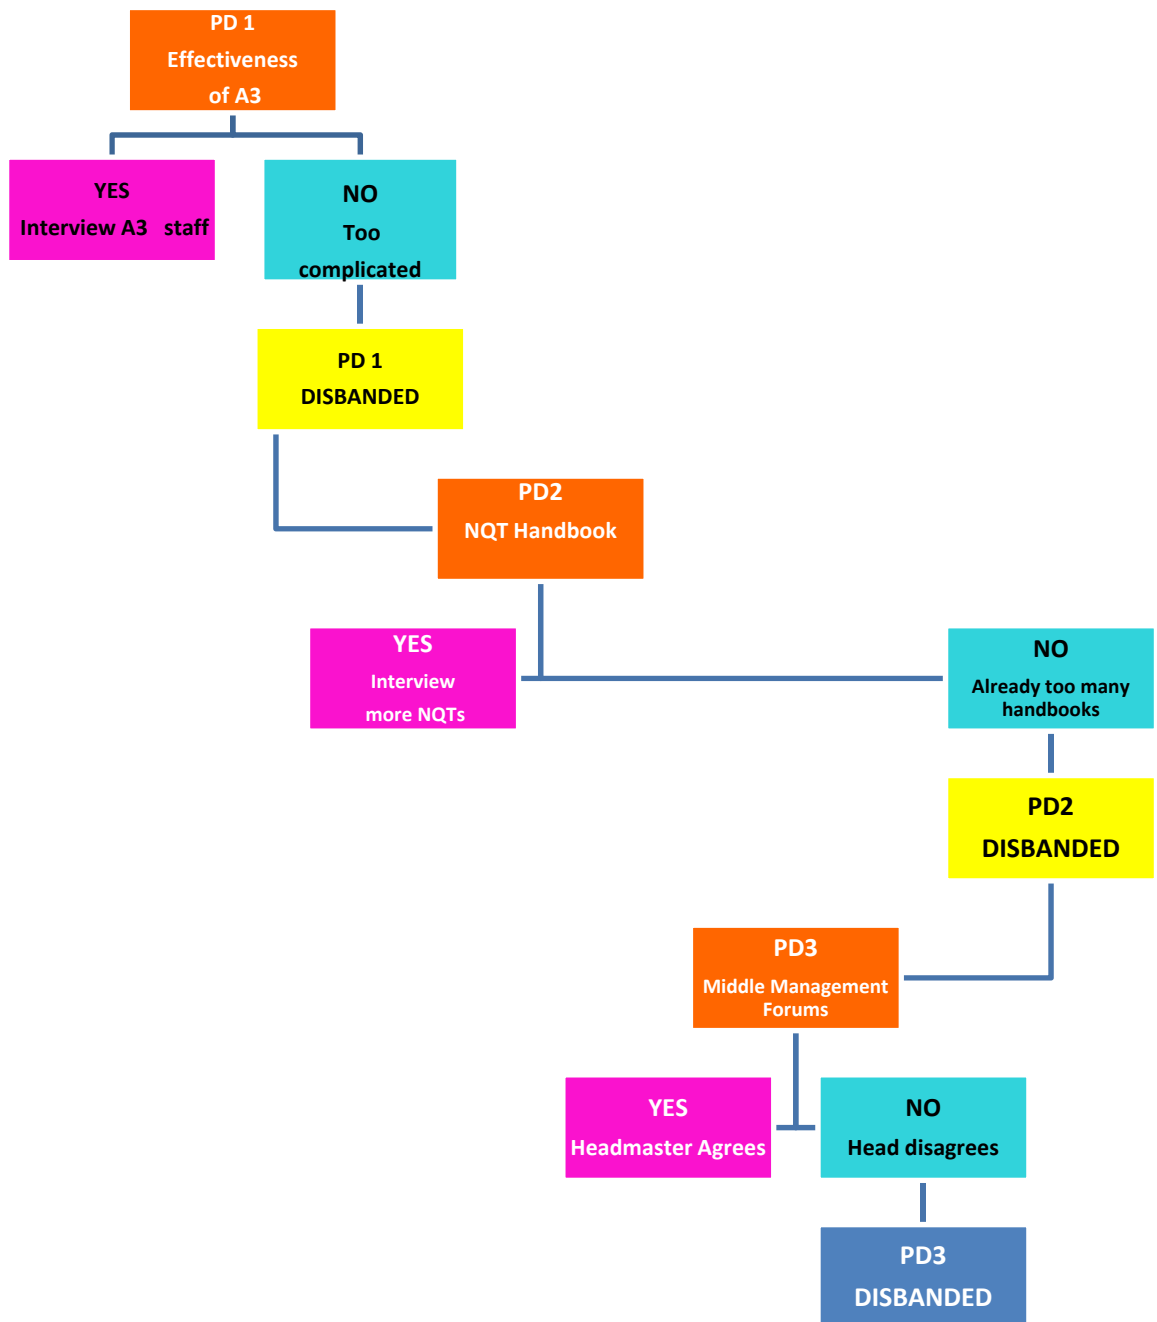 PD 1
Effectiveness
of A3
YES
Interview A3 staff
NO
Too
complicated
PD 1
DISBANDED
PD2
NQT Handbook
YES
Interview
more NQTs
NO
Already too many
handbooks
PD2
DISBANDED
PD3
Middle Management
Forums
YES
Headmaster Agrees
NO
Head disagrees
PD3
DISBANDED